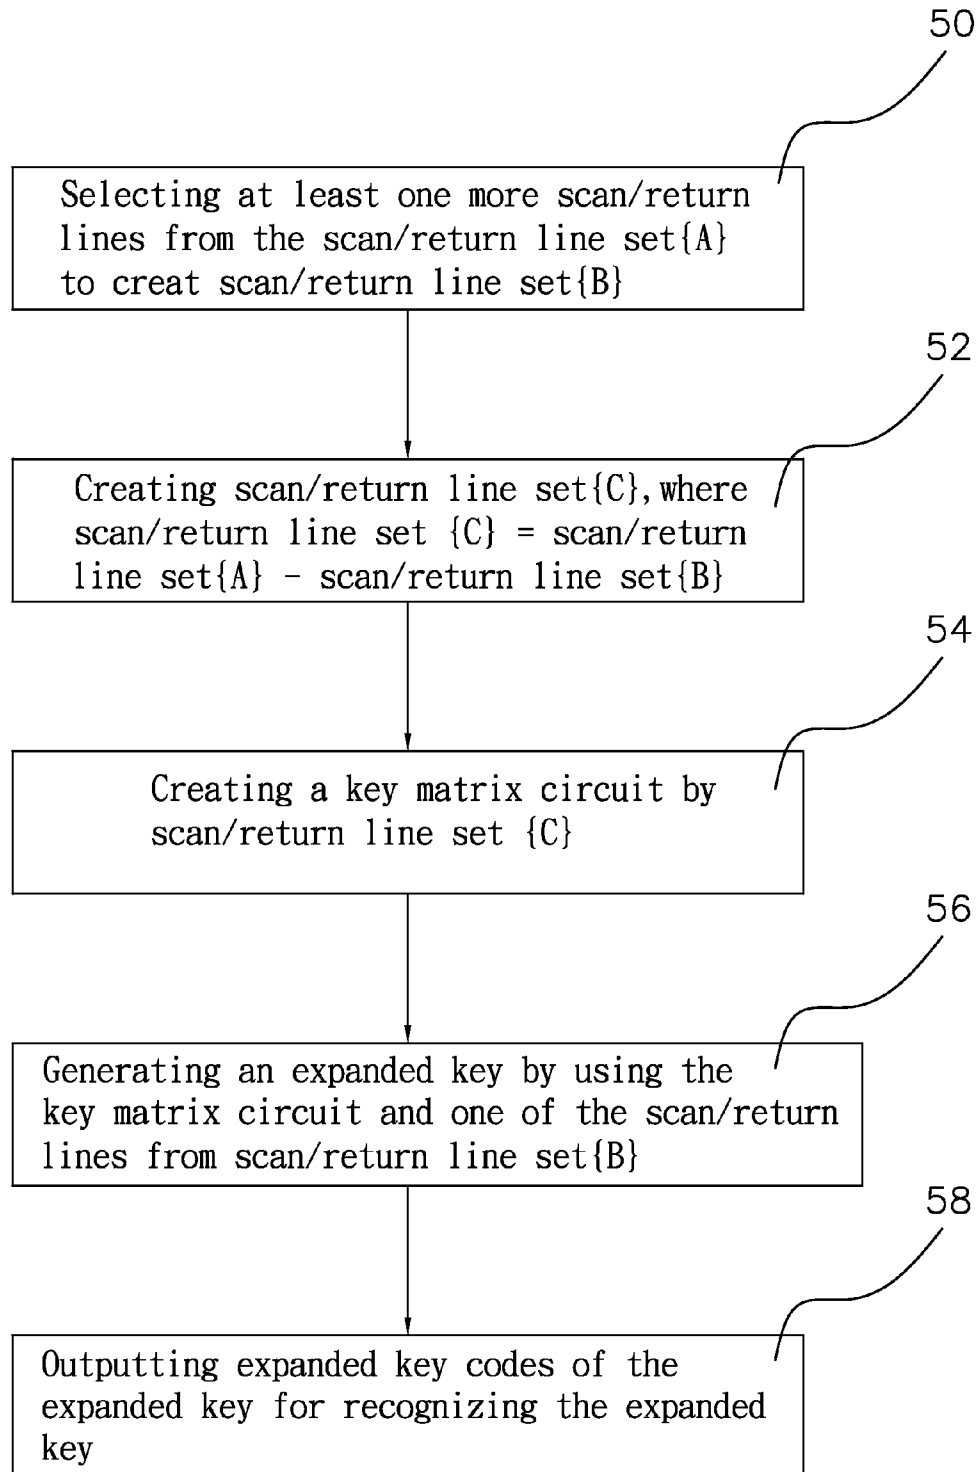 50
Selecting at least one more scan/return
lines from the scan/return line set{A}
to creat scan/return line set{B}
52
Creating scan/return line set{C},where
scan/return line set {C} = scan/return
line set{A} - scan/return line set{B}
54
Creating a key matrix circuit by
scan/return line set {C}
56
Generating an expanded key by using the
key matrix circuit and one of the scan/return
lines from scan/return line set{B}
58
Outputting expanded key codes of the
expanded key for recognizing the expanded
key